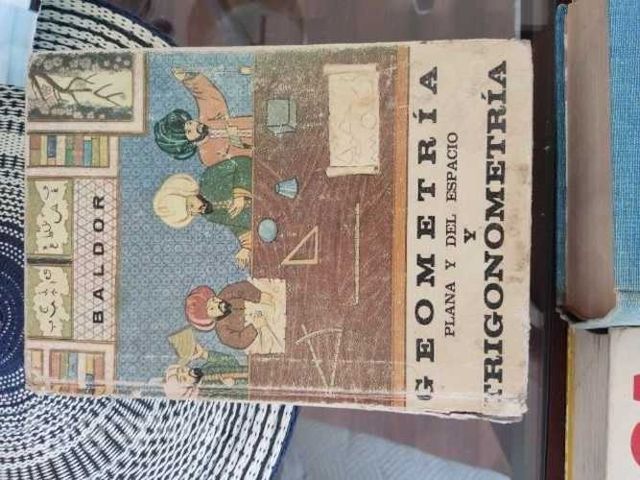 BALDOR
GEOMETRÍA
PLANA Y DEL ESPACIO
Y
TRIGONOMETRÍA